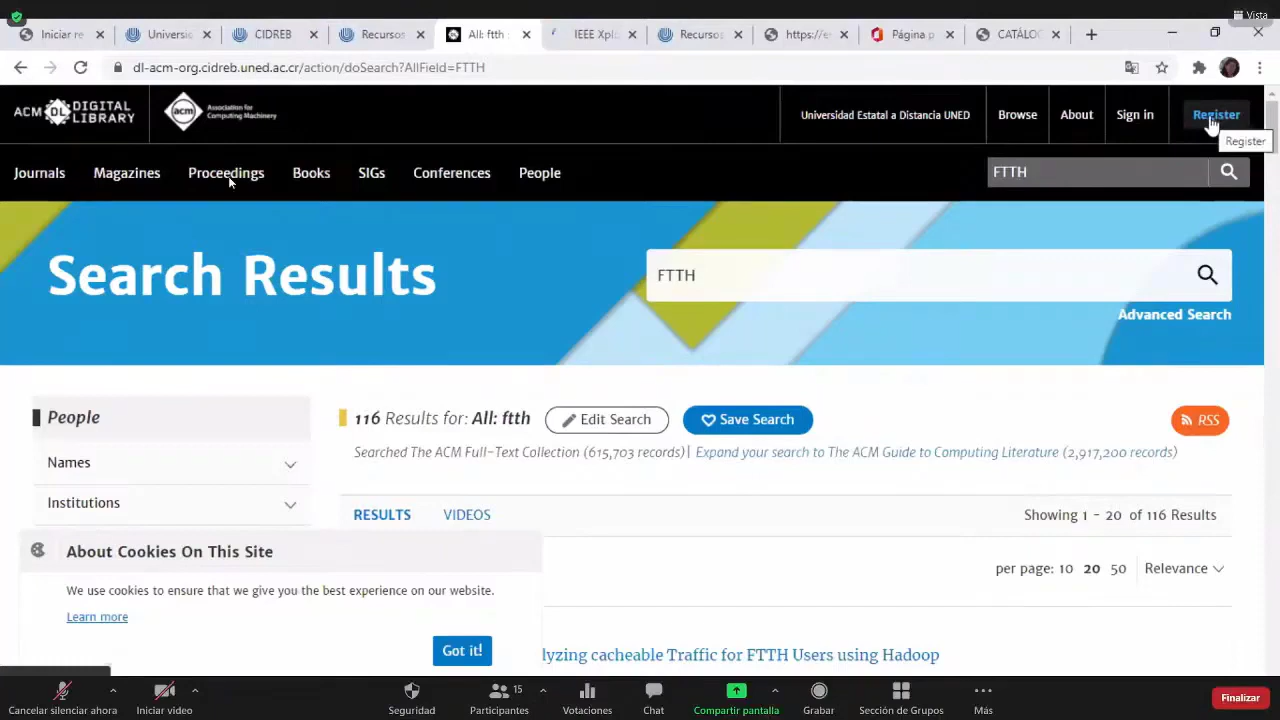 Vista
Iniciar re
Universi
CIDREB
Recursos
All: ftth
IEEE Xpl
Recursos
https://e
Página p
CATÁLOG
dl-acm-org.cidreb.uned.ac.cr/action/doSearch?AllField=FTTH
ACM DL DIGITAL LIBRARY
acm Association for Computing Machinery
Universidad Estatal a Distancia UNED
Browse
About
Sign in
Register
Register
Journals
Magazines
Proceedings
Books
SIGs
Conferences
People
FTTH
Search Results
FTTH
Advanced Search
People
Names
Institutions
116 Results for: All: ftth
Edit Search
Save Search
RSS
Searched The ACM Full-Text Collection (615,703 records)| Expand your search to The ACM Guide to Computing Literature (2,917,200 records)
RESULTS
VIDEOS
Showing 1 - 20 of 116 Results
About Cookies On This Site
We use cookies to ensure that we give you the best experience on our website.
Learn more
Got it!
per page: 10 20 50
Relevance
lyzing cacheable Traffic for FTTH Users using Hadoop
15
Cancelar silenciar ahora
Iniciar video
Seguridad
Participantes
Votaciones
Chat
Compartir pantalla
Grabar
Sección de Grupos
Más
Finalizar